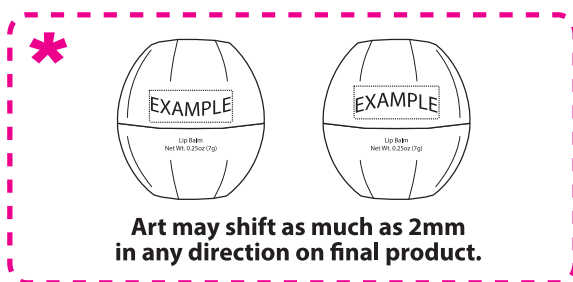 *
EXAMPLE
Lip Balm
Net Wt. 0.25oz (7g)
EXAMPLE
Lip Balm
Net Wt. 0.25oz (7g)
Art may shift as much as 2mm
in any direction on final product.